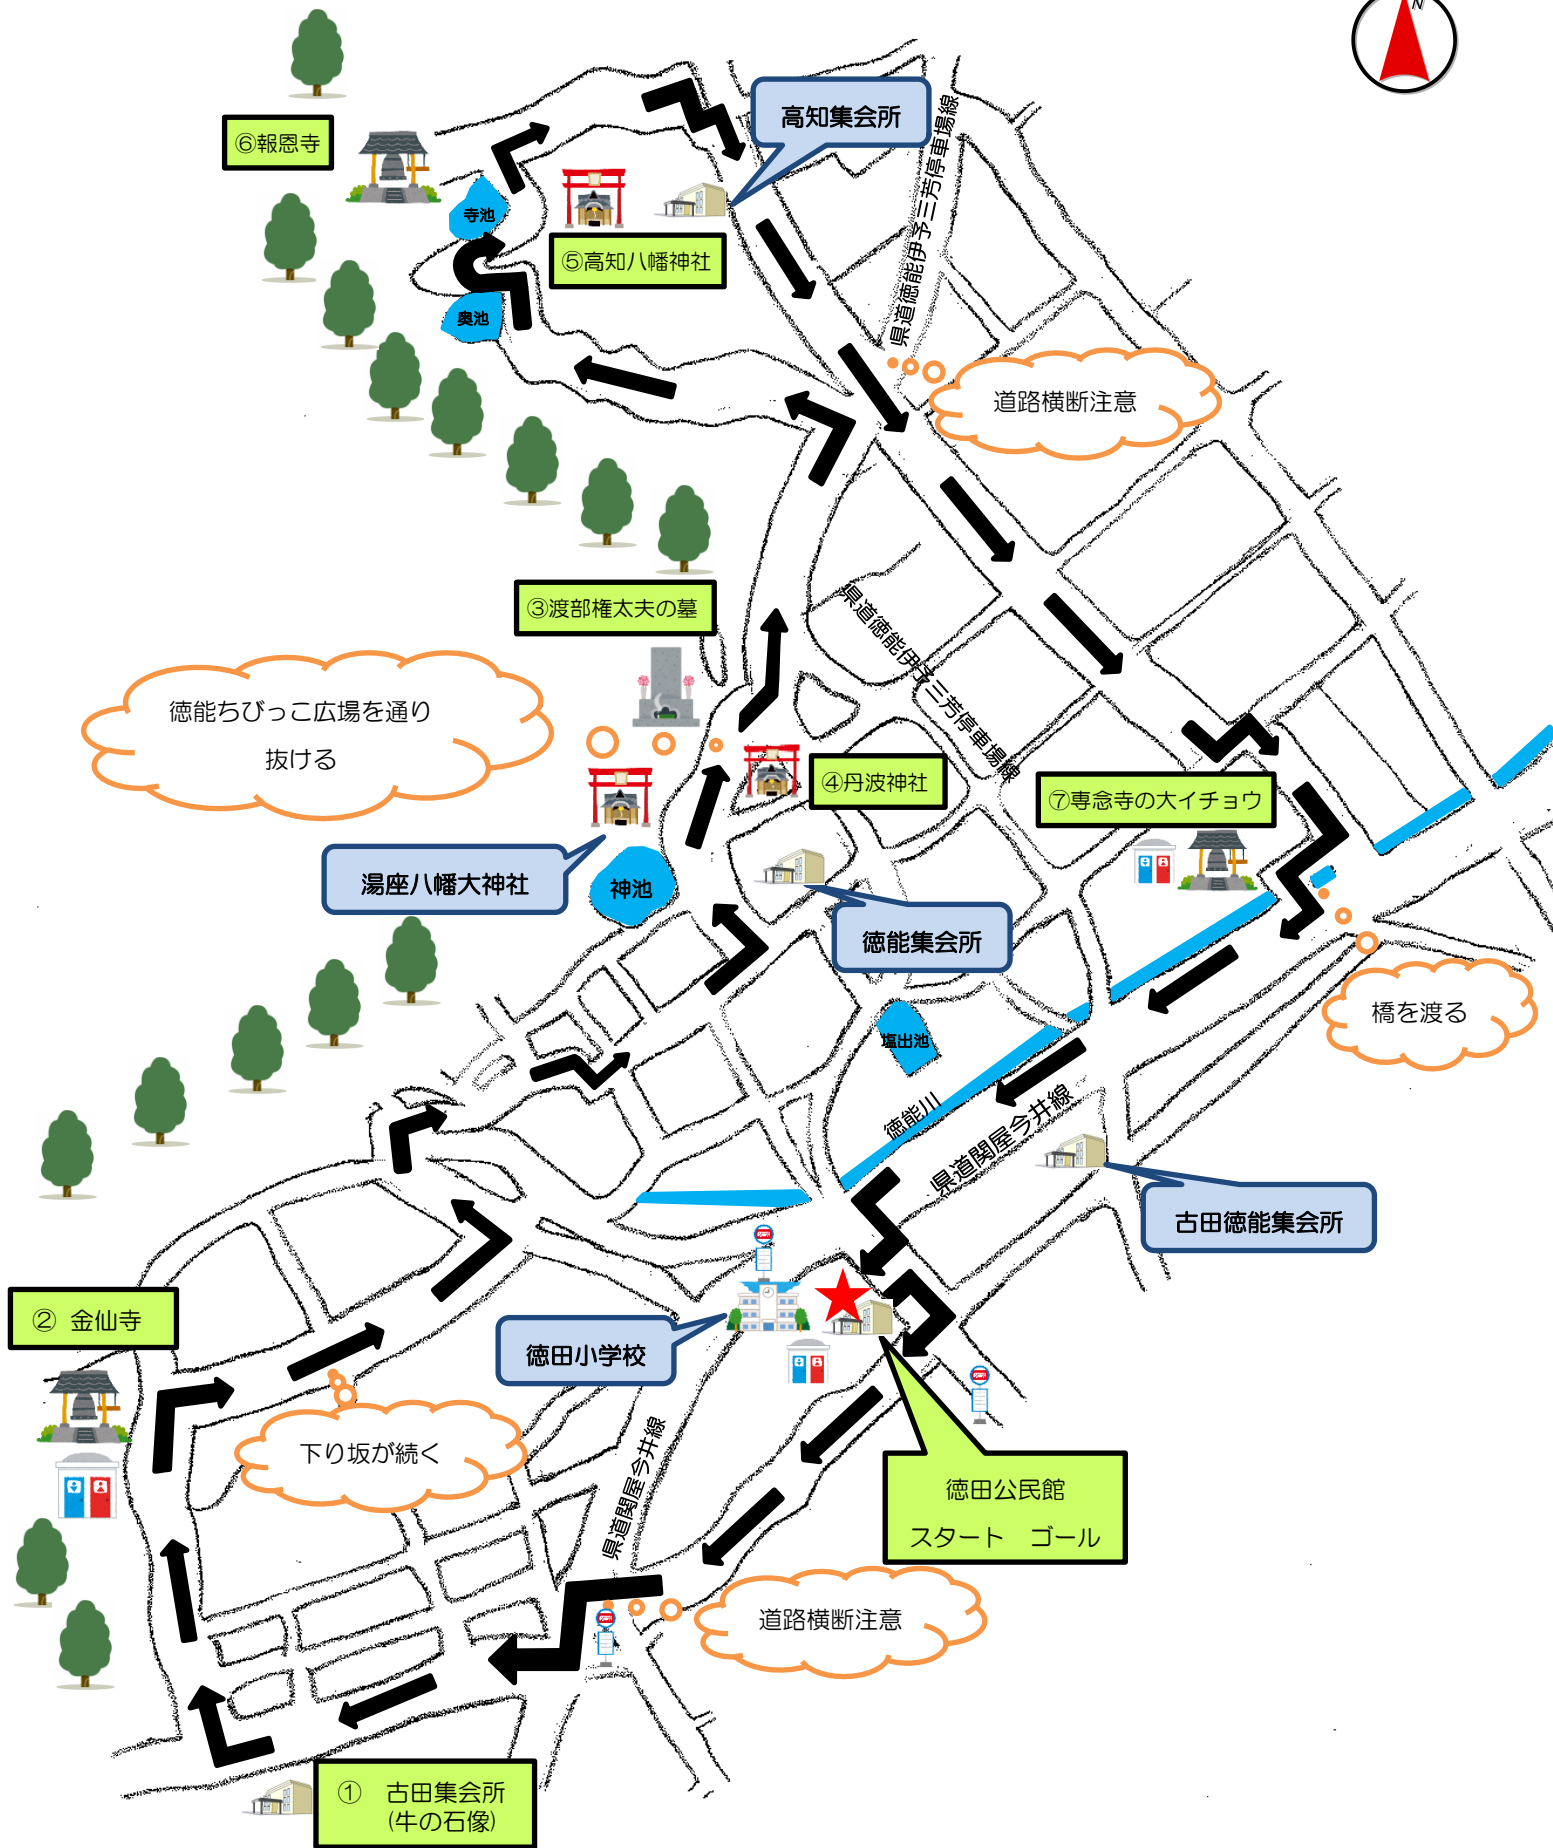 N
高知集会所
⑥報恩寺
県道徳能伊予三芳停車場線
寺池
⑤高知八幡神社
奥池
道路横断注意
③渡部権太夫の墓
県道徳能伊予三芳停車場線
徳能ちびっこ広場を通り
抜ける
④丹波神社
⑦専念寺の大イチョウ
湯座八幡大神社
神池
徳能集会所
橋を渡る
塩出池
徳能川
県道関屋今井線
古田徳能集会所
② 金仙寺
徳田小学校
下り坂が続く
県道関屋今井線
徳田公民館
スタート　ゴール
道路横断注意
①　古田集会所
(牛の石像)